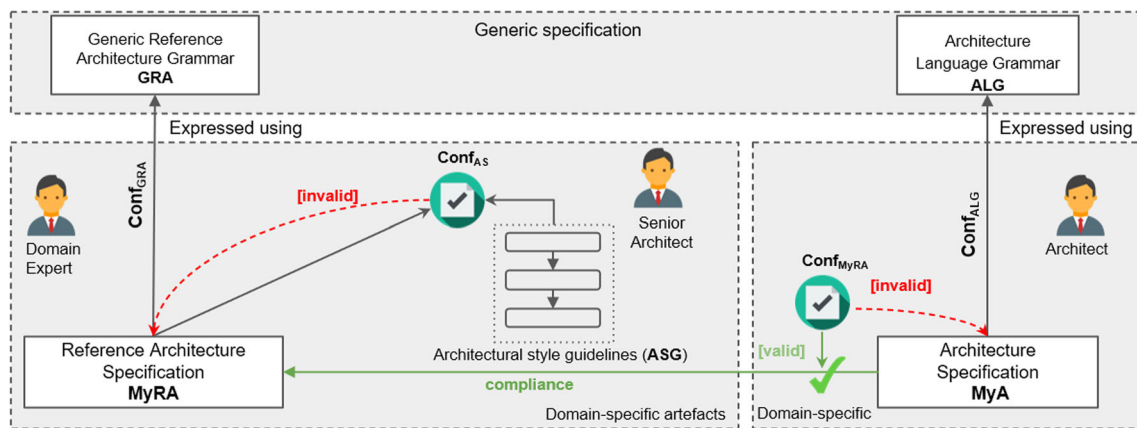 Generic specification
Generic Reference
Architecture Grammar
GRA
Architecture
Language Grammar
ALG
Expressed using
Expressed using
Conf_GRA
Conf_AS
[invalid]
Domain
Expert
Senior
Architect
Conf_ALG
Architect
Conf_MyRA
[invalid]
Architectural style guidelines (ASG)
[valid]
Reference Architecture
Specification
MyRA
compliance
Architecture
Specification
MyA
Domain-specific artefacts
Domain-specific